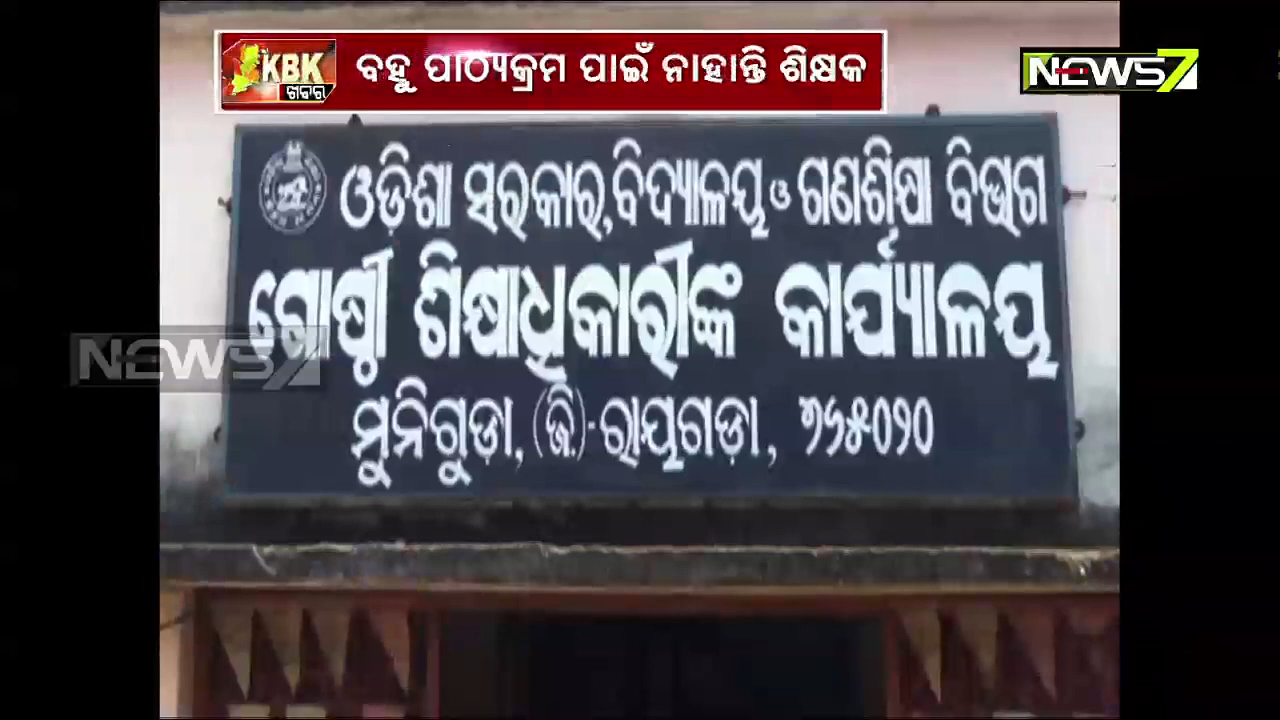 KBK ଖବର
ବହୁ ପାଠ୍ୟକ୍ରମ ପାଇଁ ନାହାନ୍ତି ଶିକ୍ଷକ
NEWS7
ଓଡ଼ିଶା ସରକାର, ବିଦ୍ୟାଳୟ ଓ ଗଣଶିକ୍ଷା ବିଭାଗ
ଗୋଷ୍ଠୀ ଶିକ୍ଷାଧିକାରୀଙ୍କ କାର୍ଯ୍ୟାଳୟ
NEWS7
ମୁନିଗୁଡ଼ା, (ଜି)-ରାୟଗଡ଼ା, ୭୬୫୦୨୦